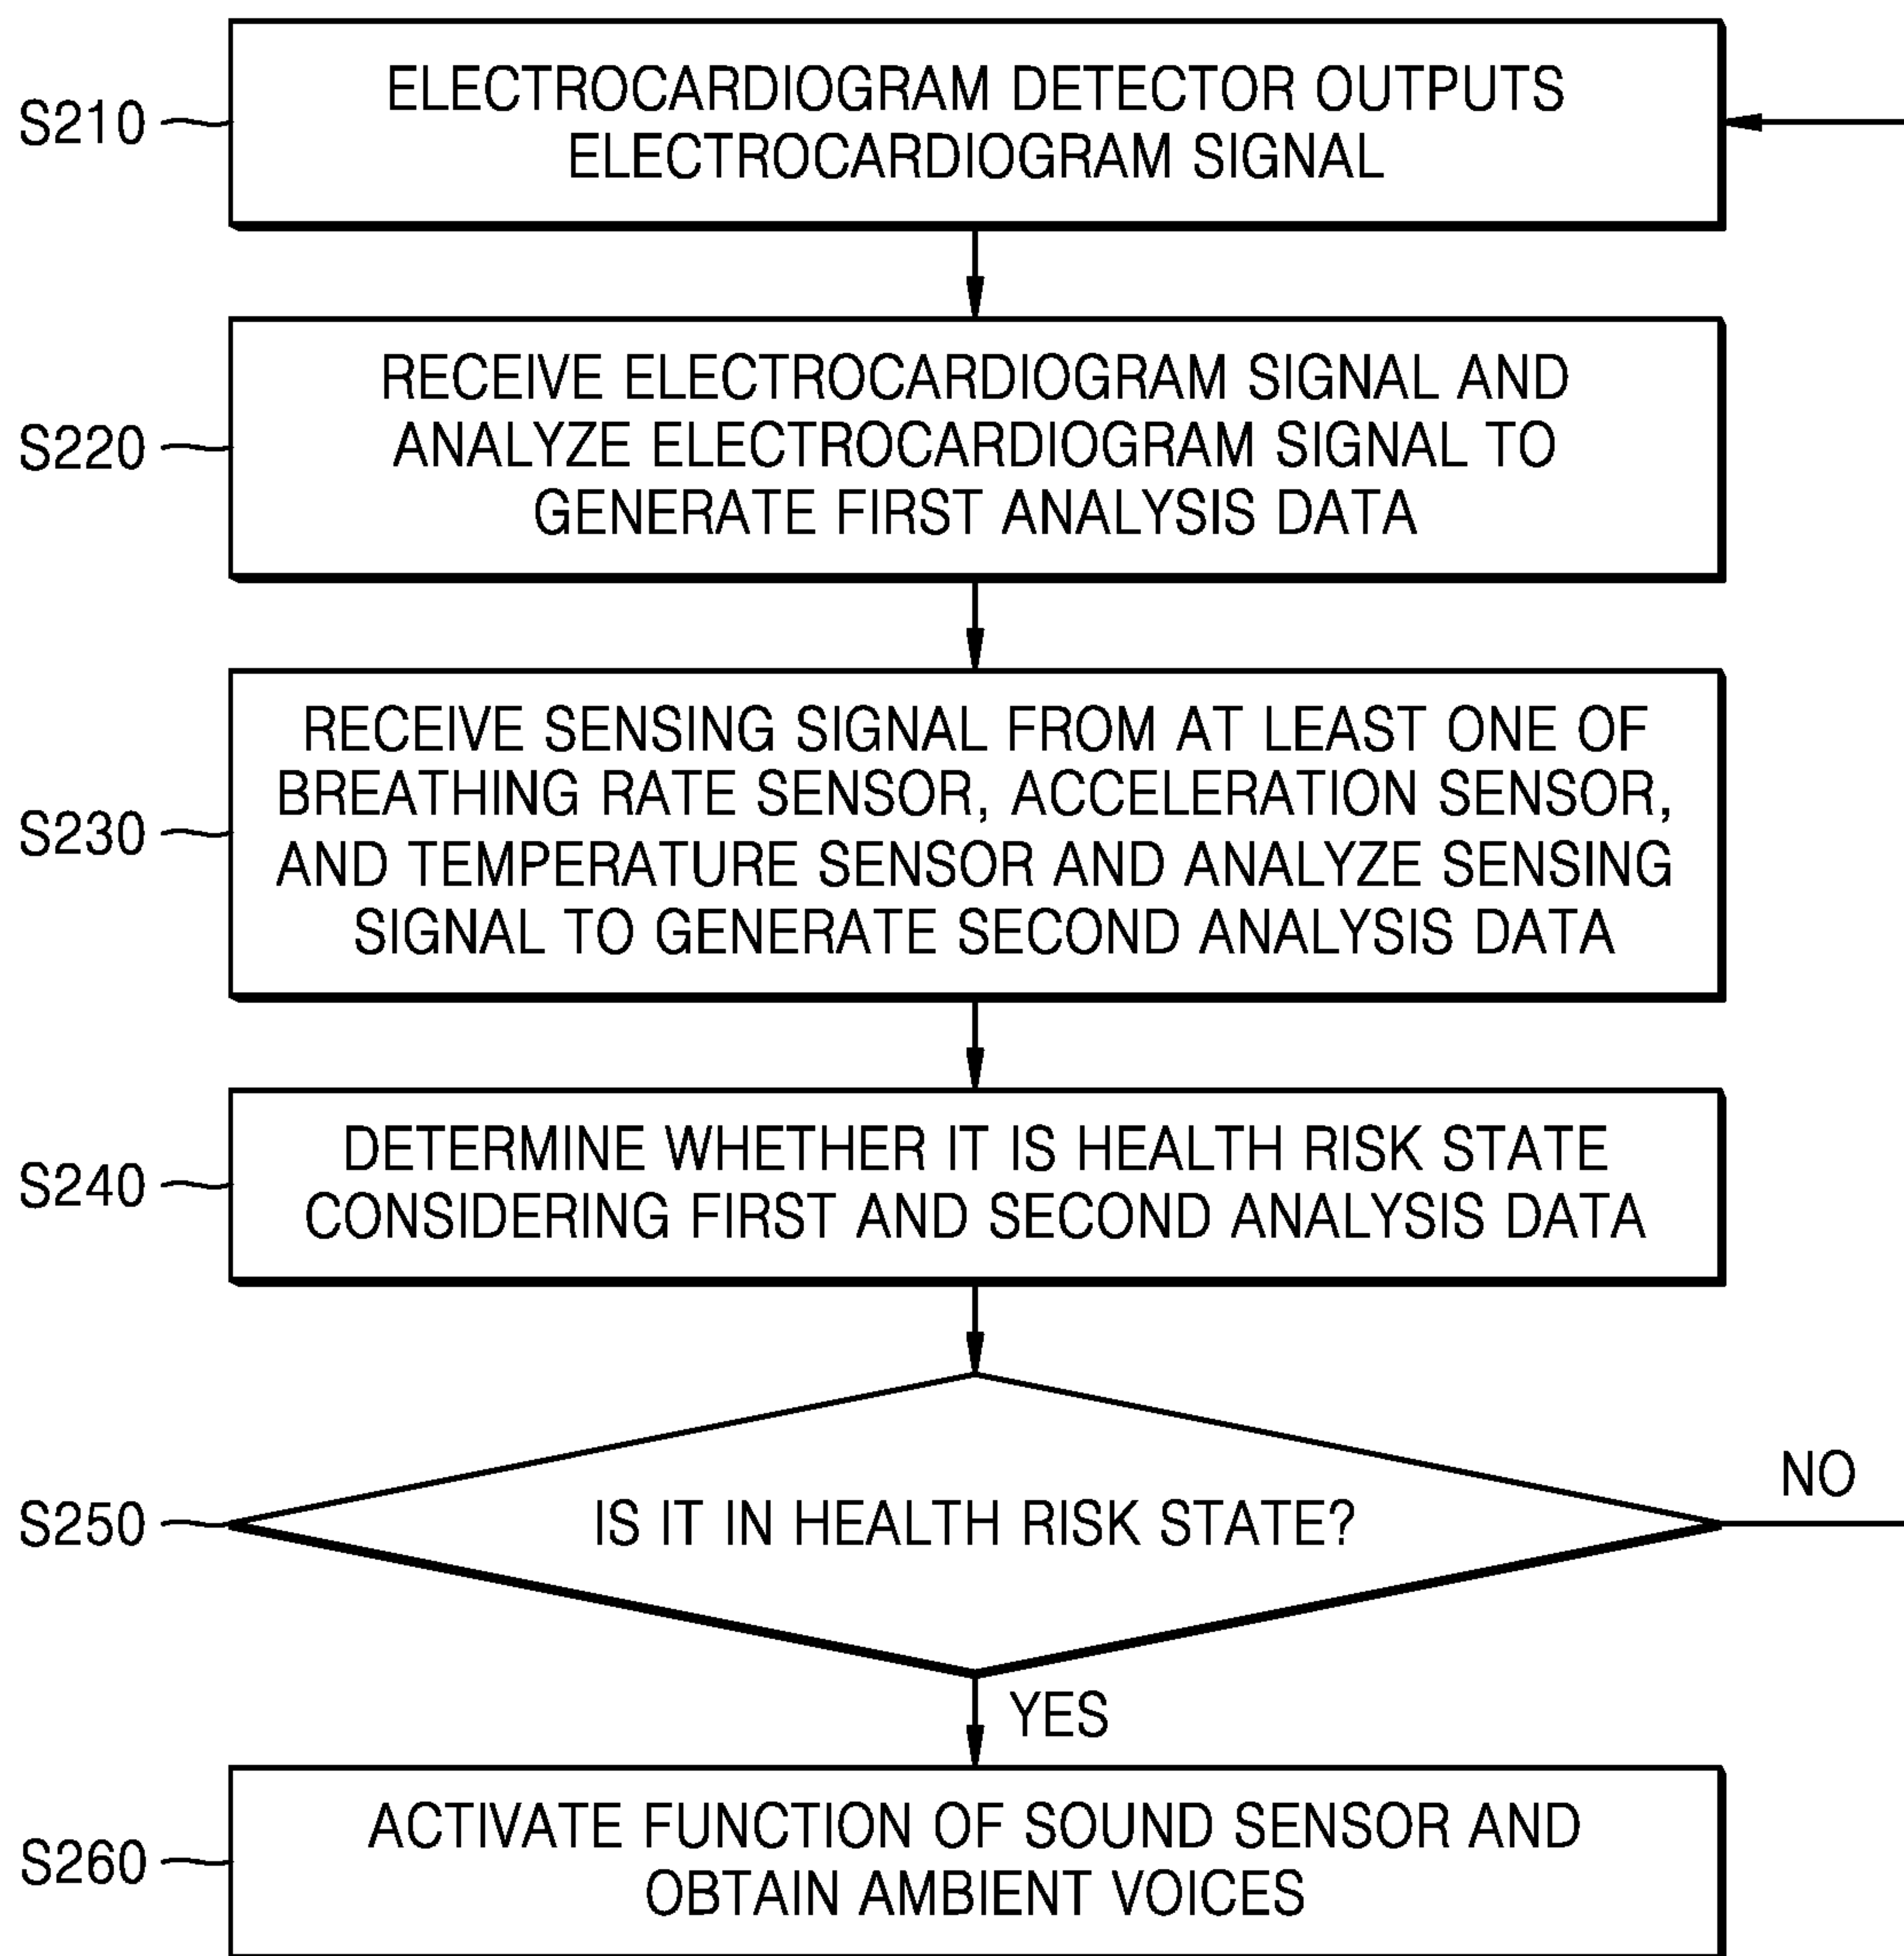 S210
ELECTROCARDIOGRAM DETECTOR OUTPUTS
ELECTROCARDIOGRAM SIGNAL
S220
RECEIVE ELECTROCARDIOGRAM SIGNAL AND
ANALYZE ELECTROCARDIOGRAM SIGNAL TO
GENERATE FIRST ANALYSIS DATA
S230
RECEIVE SENSING SIGNAL FROM AT LEAST ONE OF
BREATHING RATE SENSOR, ACCELERATION SENSOR,
AND TEMPERATURE SENSOR AND ANALYZE SENSING
SIGNAL TO GENERATE SECOND ANALYSIS DATA
S240
DETERMINE WHETHER IT IS HEALTH RISK STATE
CONSIDERING FIRST AND SECOND ANALYSIS DATA
S250
IS IT IN HEALTH RISK STATE?
NO
YES
S260
ACTIVATE FUNCTION OF SOUND SENSOR AND
OBTAIN AMBIENT VOICES